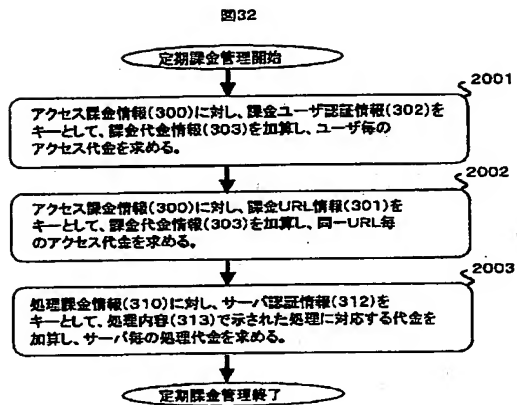 図32
定期課金管理開始
2001
アクセス課金情報(300)に対し、課金ユーザ認証情報(302)を
キーとして、課金代金情報(303)を加算し、ユーザ毎の
アクセス代金を求める。
2002
アクセス課金情報(300)に対し、課金URL情報(301)を
キーとして、課金代金情報(303)を加算し、同一URL毎
のアクセス代金を求める。
2003
処理課金情報(310)に対し、サーバ認証情報(312)を
キーとして、処理内容(313)で示された処理に対応する代金を
加算し、サーバ毎の処理代金を求める。
定期課金管理終了